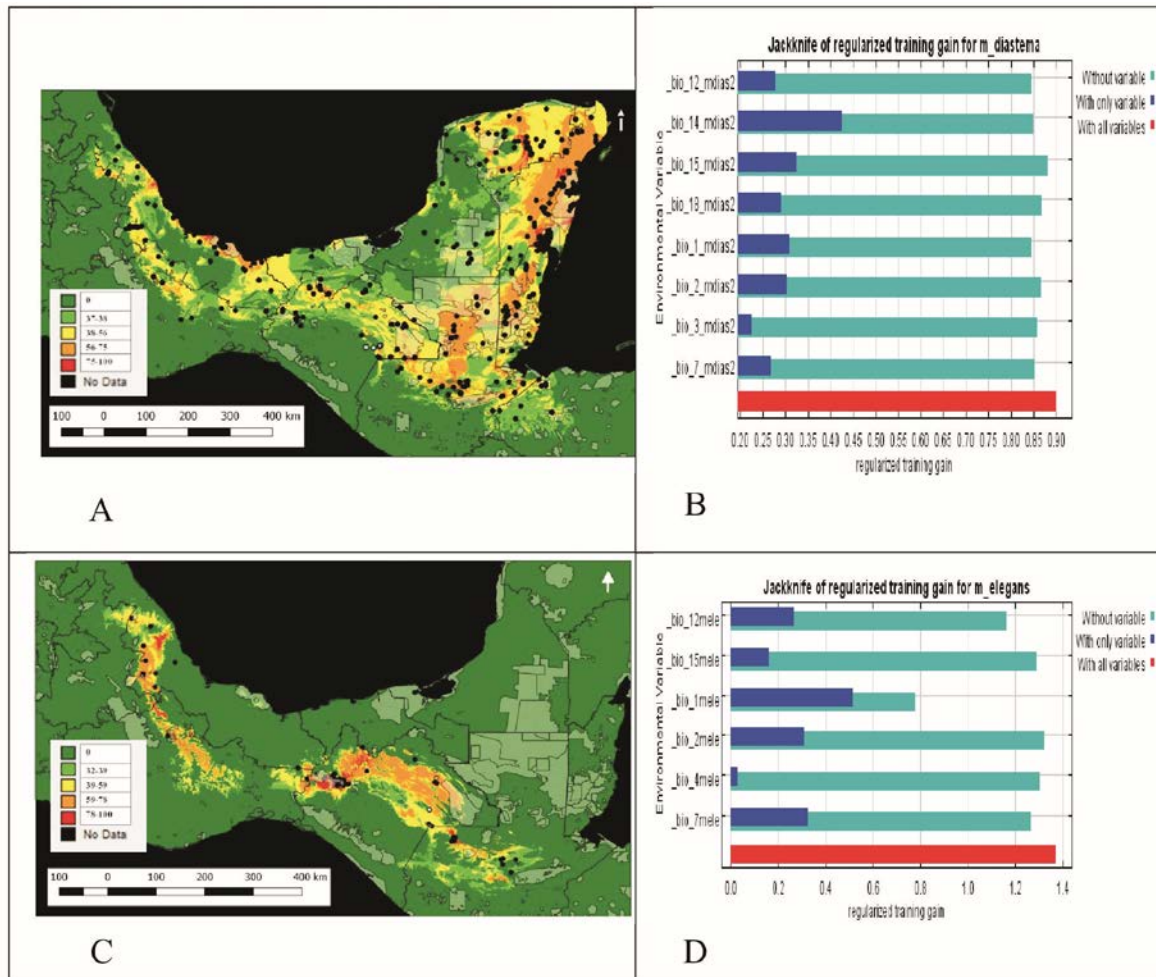 0
37-38
38-56
56-75
75-100
No Data
100 0 100 200 300 400 km
A
Jackknife of regularized training gain for m_diastema
Environmental Variable
_bio_12_mdias2
_bio_14_mdias2
_bio_15_mdias2
_bio_18_mdias2
_bio_1_mdias2
_bio_2_mdias2
_bio_3_mdias2
_bio_7_mdias2
Without variable
With only variable
With all variables
0.20 0.25 0.30 0.35 0.40 0.45 0.50 0.55 0.60 0.65 0.70 0.75 0.80 0.85 0.90
regularized training gain
B
0
32-39
39-59
59-78
78-100
No Data
100 0 100 200 300 400 km
C
Jackknife of regularized training gain for m_elegans
Environmental Variable
_bio_12mele
_bio_15mele
_bio_1mele
_bio_2mele
_bio_4mele
_bio_7mele
Without variable
With only variable
With all variables
0.0 0.2 0.4 0.6 0.8 1.0 1.2 1.4
regularized training gain
D